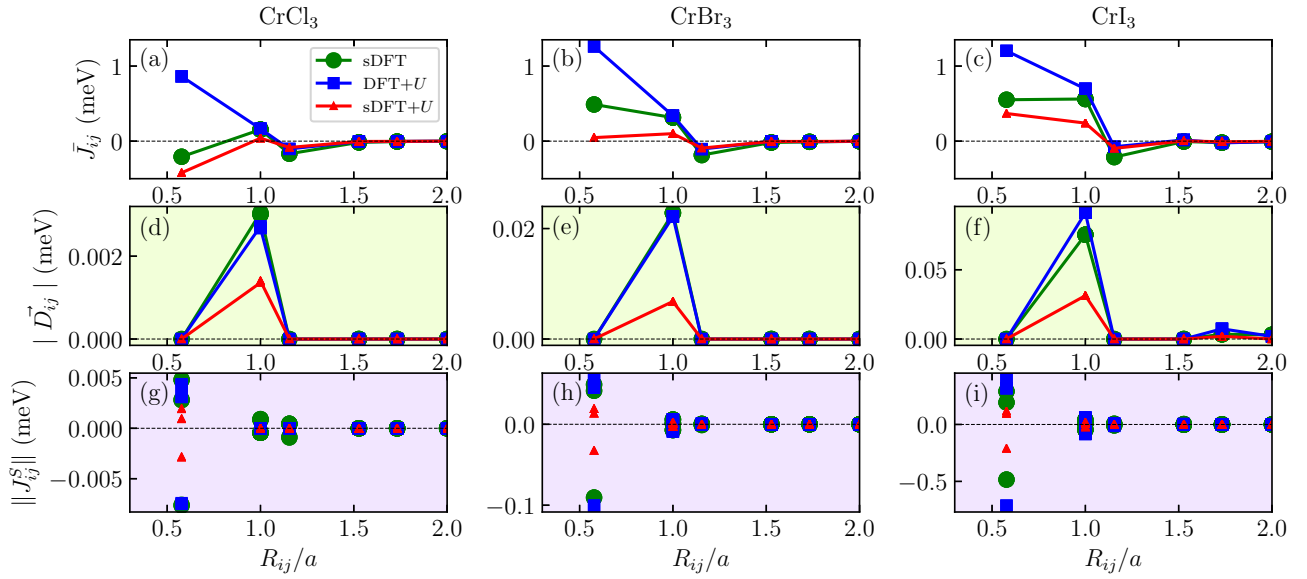 CrCl₃ CrBr₃ CrI₃
(a) (b) (c)
sDFT
DFT+U
sDFT+U
J̄ᵢⱼ (meV)
1 1 1
0 0 0
0.5 1.0 1.5 2.0 0.5 1.0 1.5 2.0 0.5 1.0 1.5 2.0
(d) (e) (f)
| D⃗ᵢⱼ | (meV)
0.002 0.02 0.05
0.000 0.00 0.00
0.5 1.0 1.5 2.0 0.5 1.0 1.5 2.0 0.5 1.0 1.5 2.0
(g) (h) (i)
||Jˢᵢⱼ|| (meV)
0.005
0.000 0.0 0.0
−0.005 −0.1 −0.5
0.5 1.0 1.5 2.0 0.5 1.0 1.5 2.0 0.5 1.0 1.5 2.0
Rᵢⱼ/a Rᵢⱼ/a Rᵢⱼ/a